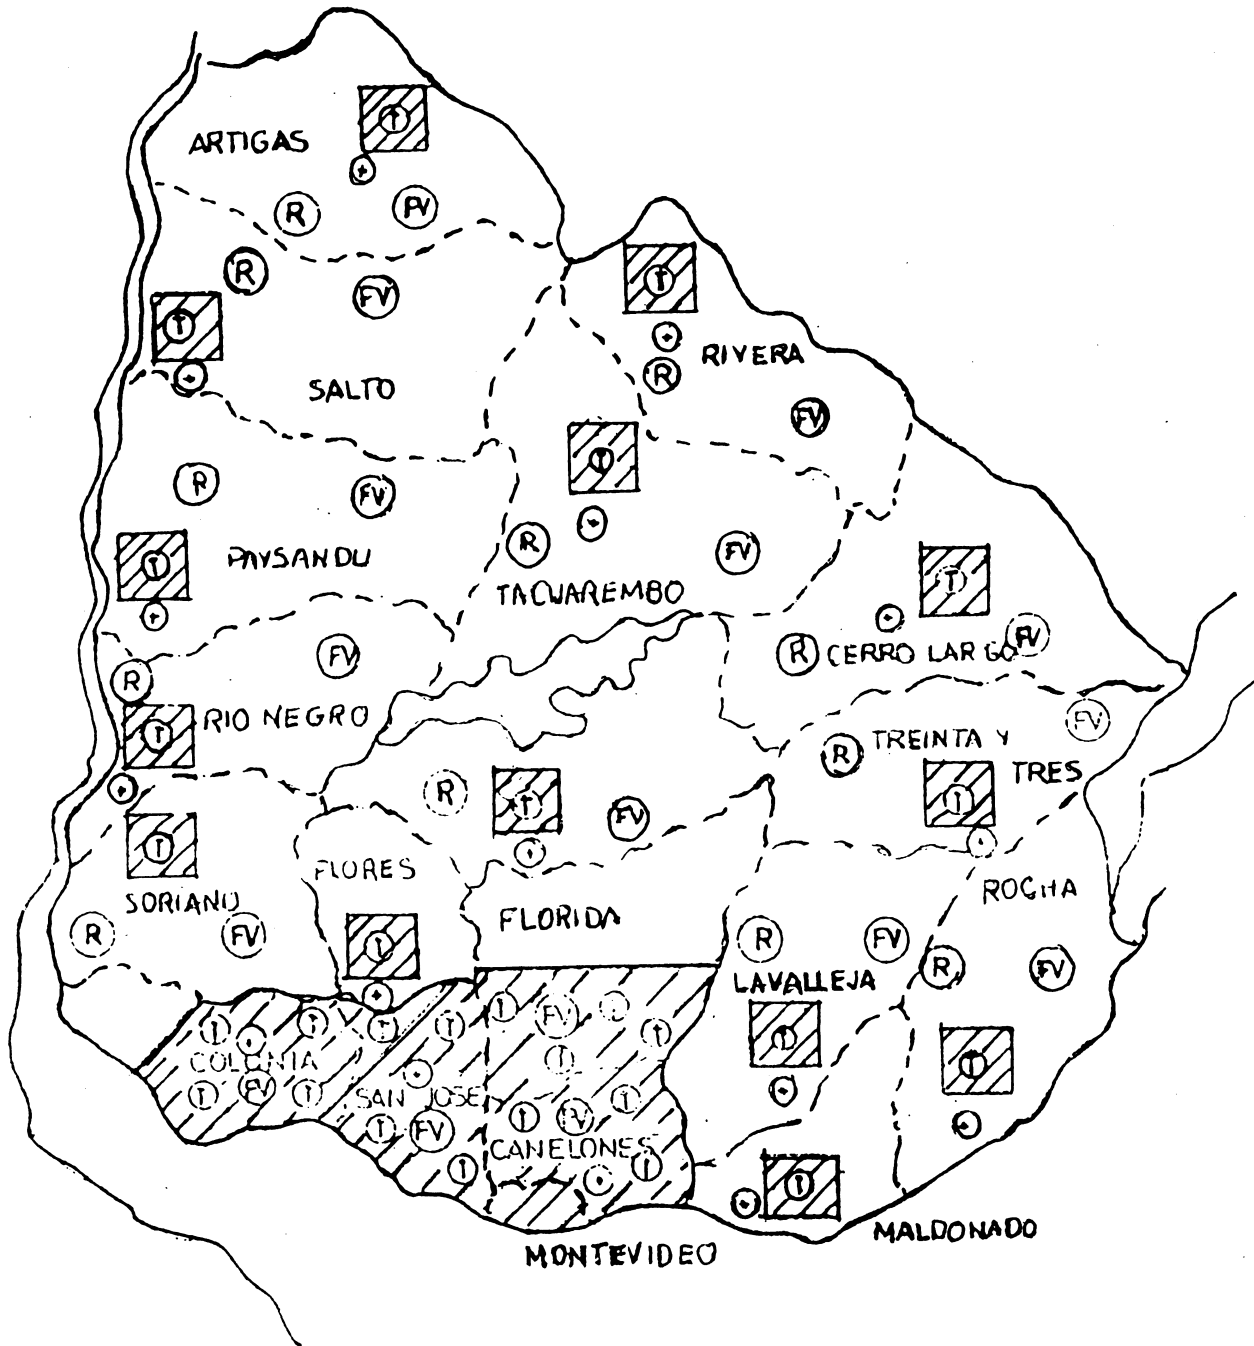 T
ARTIGAS
R
FV
R
FV
T
SALTO
T
RIVERA
R
FV
T
R
FV
T
PAYSANDU
R
FV
TACUAREMBO
T
R
CERRO LARGO
FV
R
FV
T
RIO NEGRO
R
TREINTA Y
TRES
FV
T
R
T
FV
T
FLORES
SORIANO
R
FV
T
FLORIDA
ROCHA
R
FV
LAVALLEJA
R
FV
T
T
T
T
T
T
T
FV
T
T
COLONIA
T
FV
T
SAN JOSE
T
FV
T
T
T
T
FV
T
CANELONES
T
T
MALDONADO
MONTEVIDEO